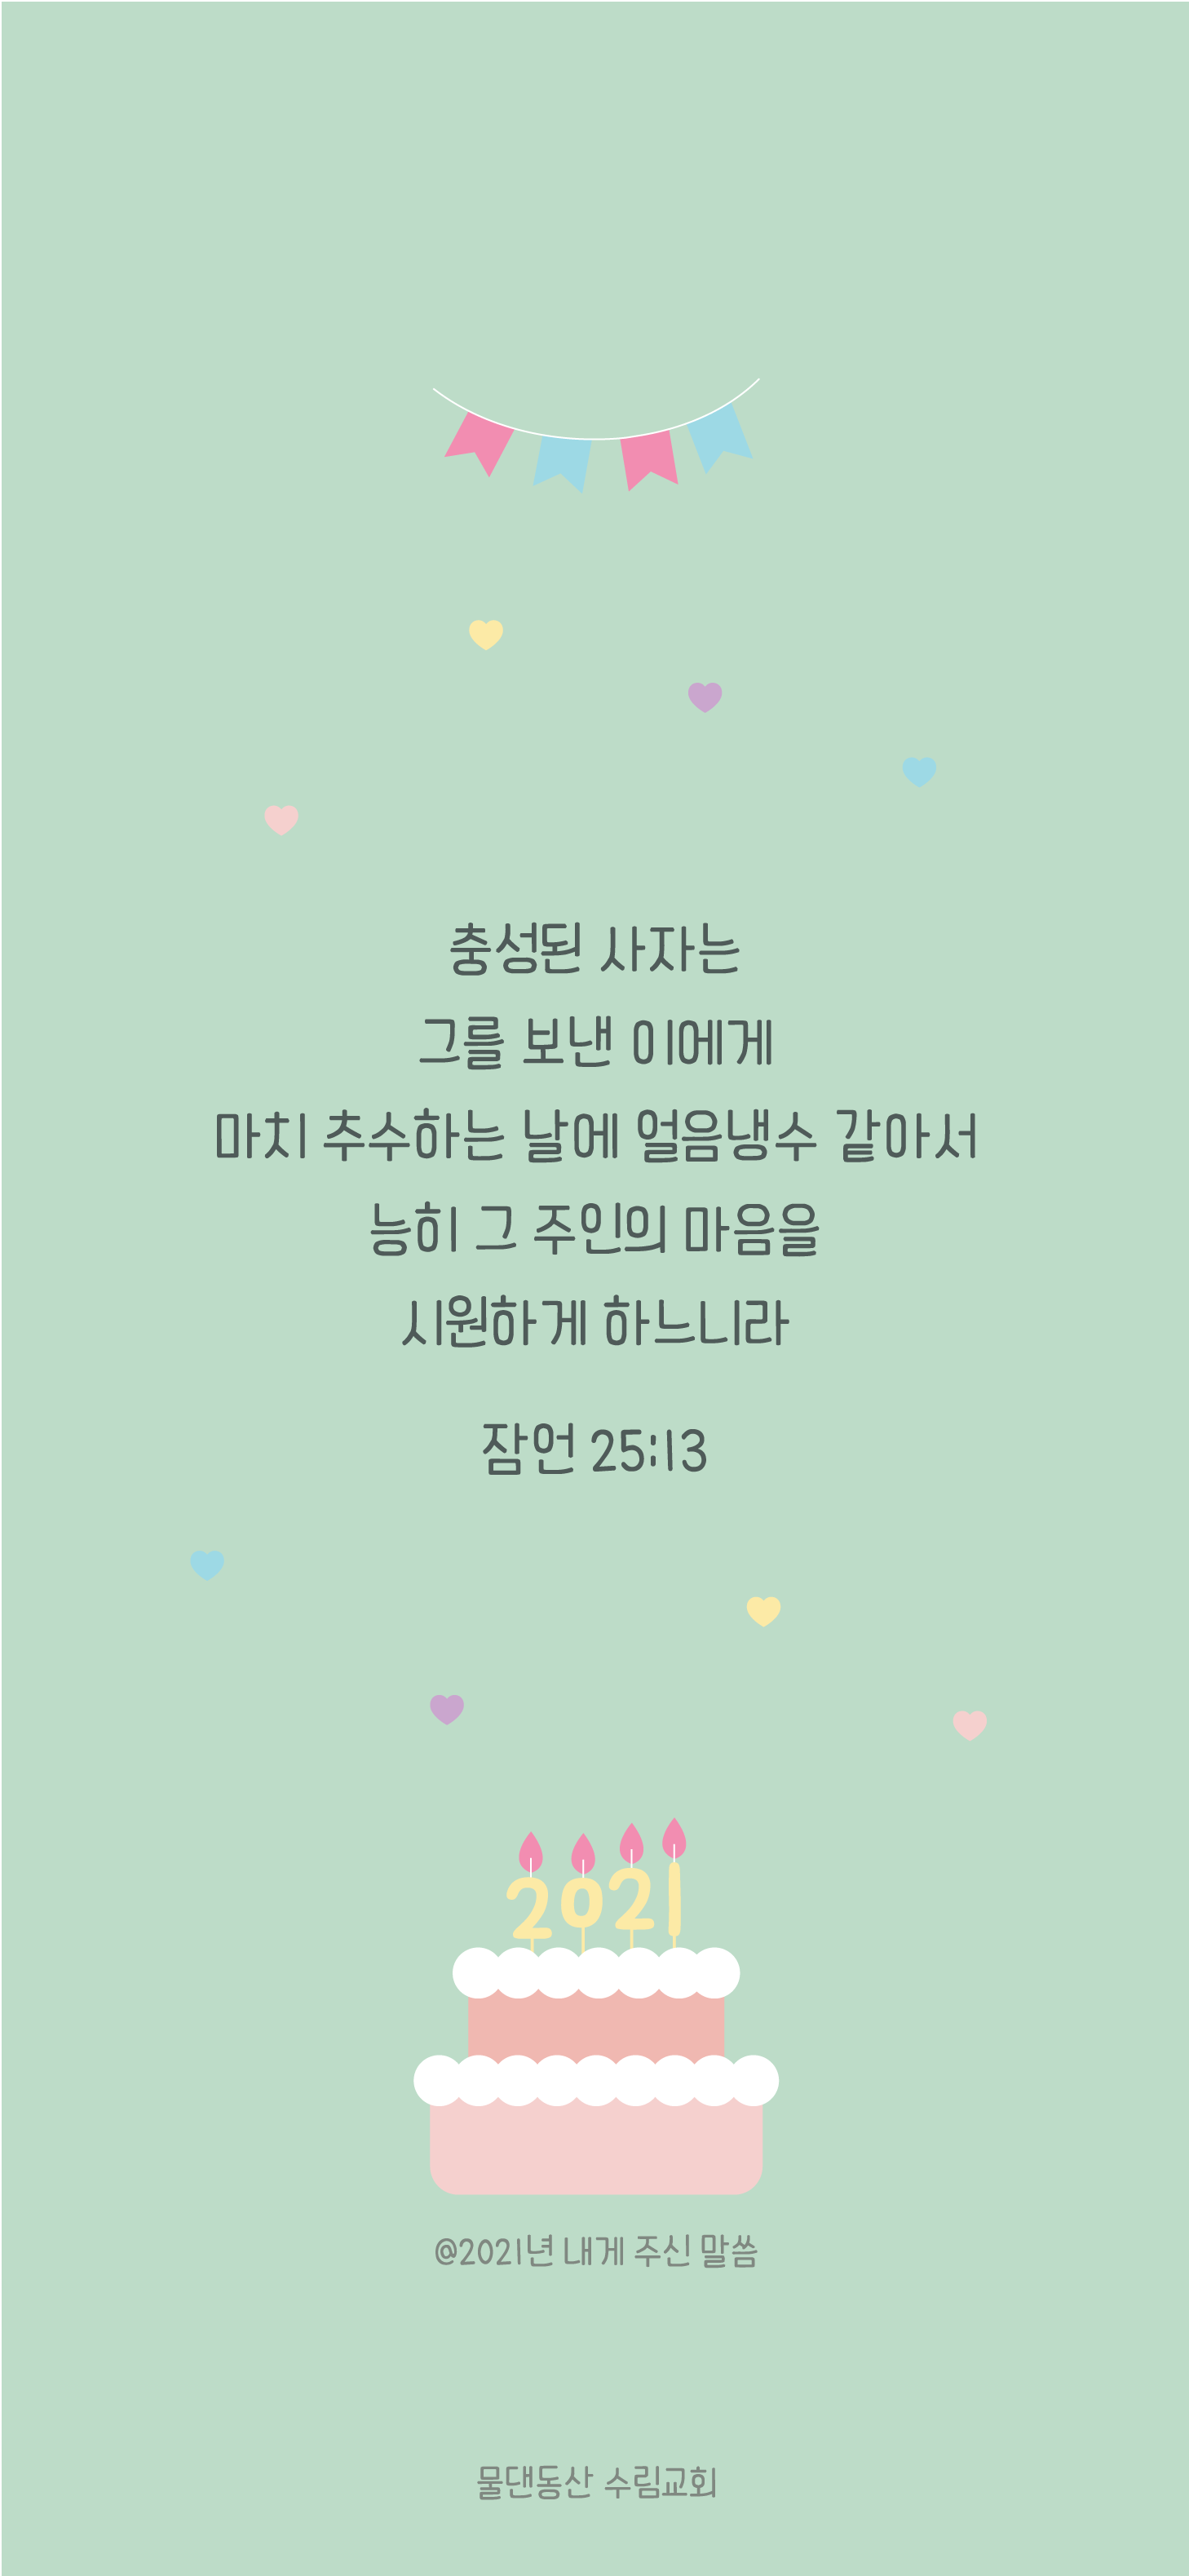 충성된 사자는
그를 보낸 이에게
마치 추수하는 날에 얼음냉수 같아서
능히 그 주인의 마음을
시원하게 하느니라
잠언 25:13
2021
@2021년 내게 주신 말씀
물댄동산 수림교회